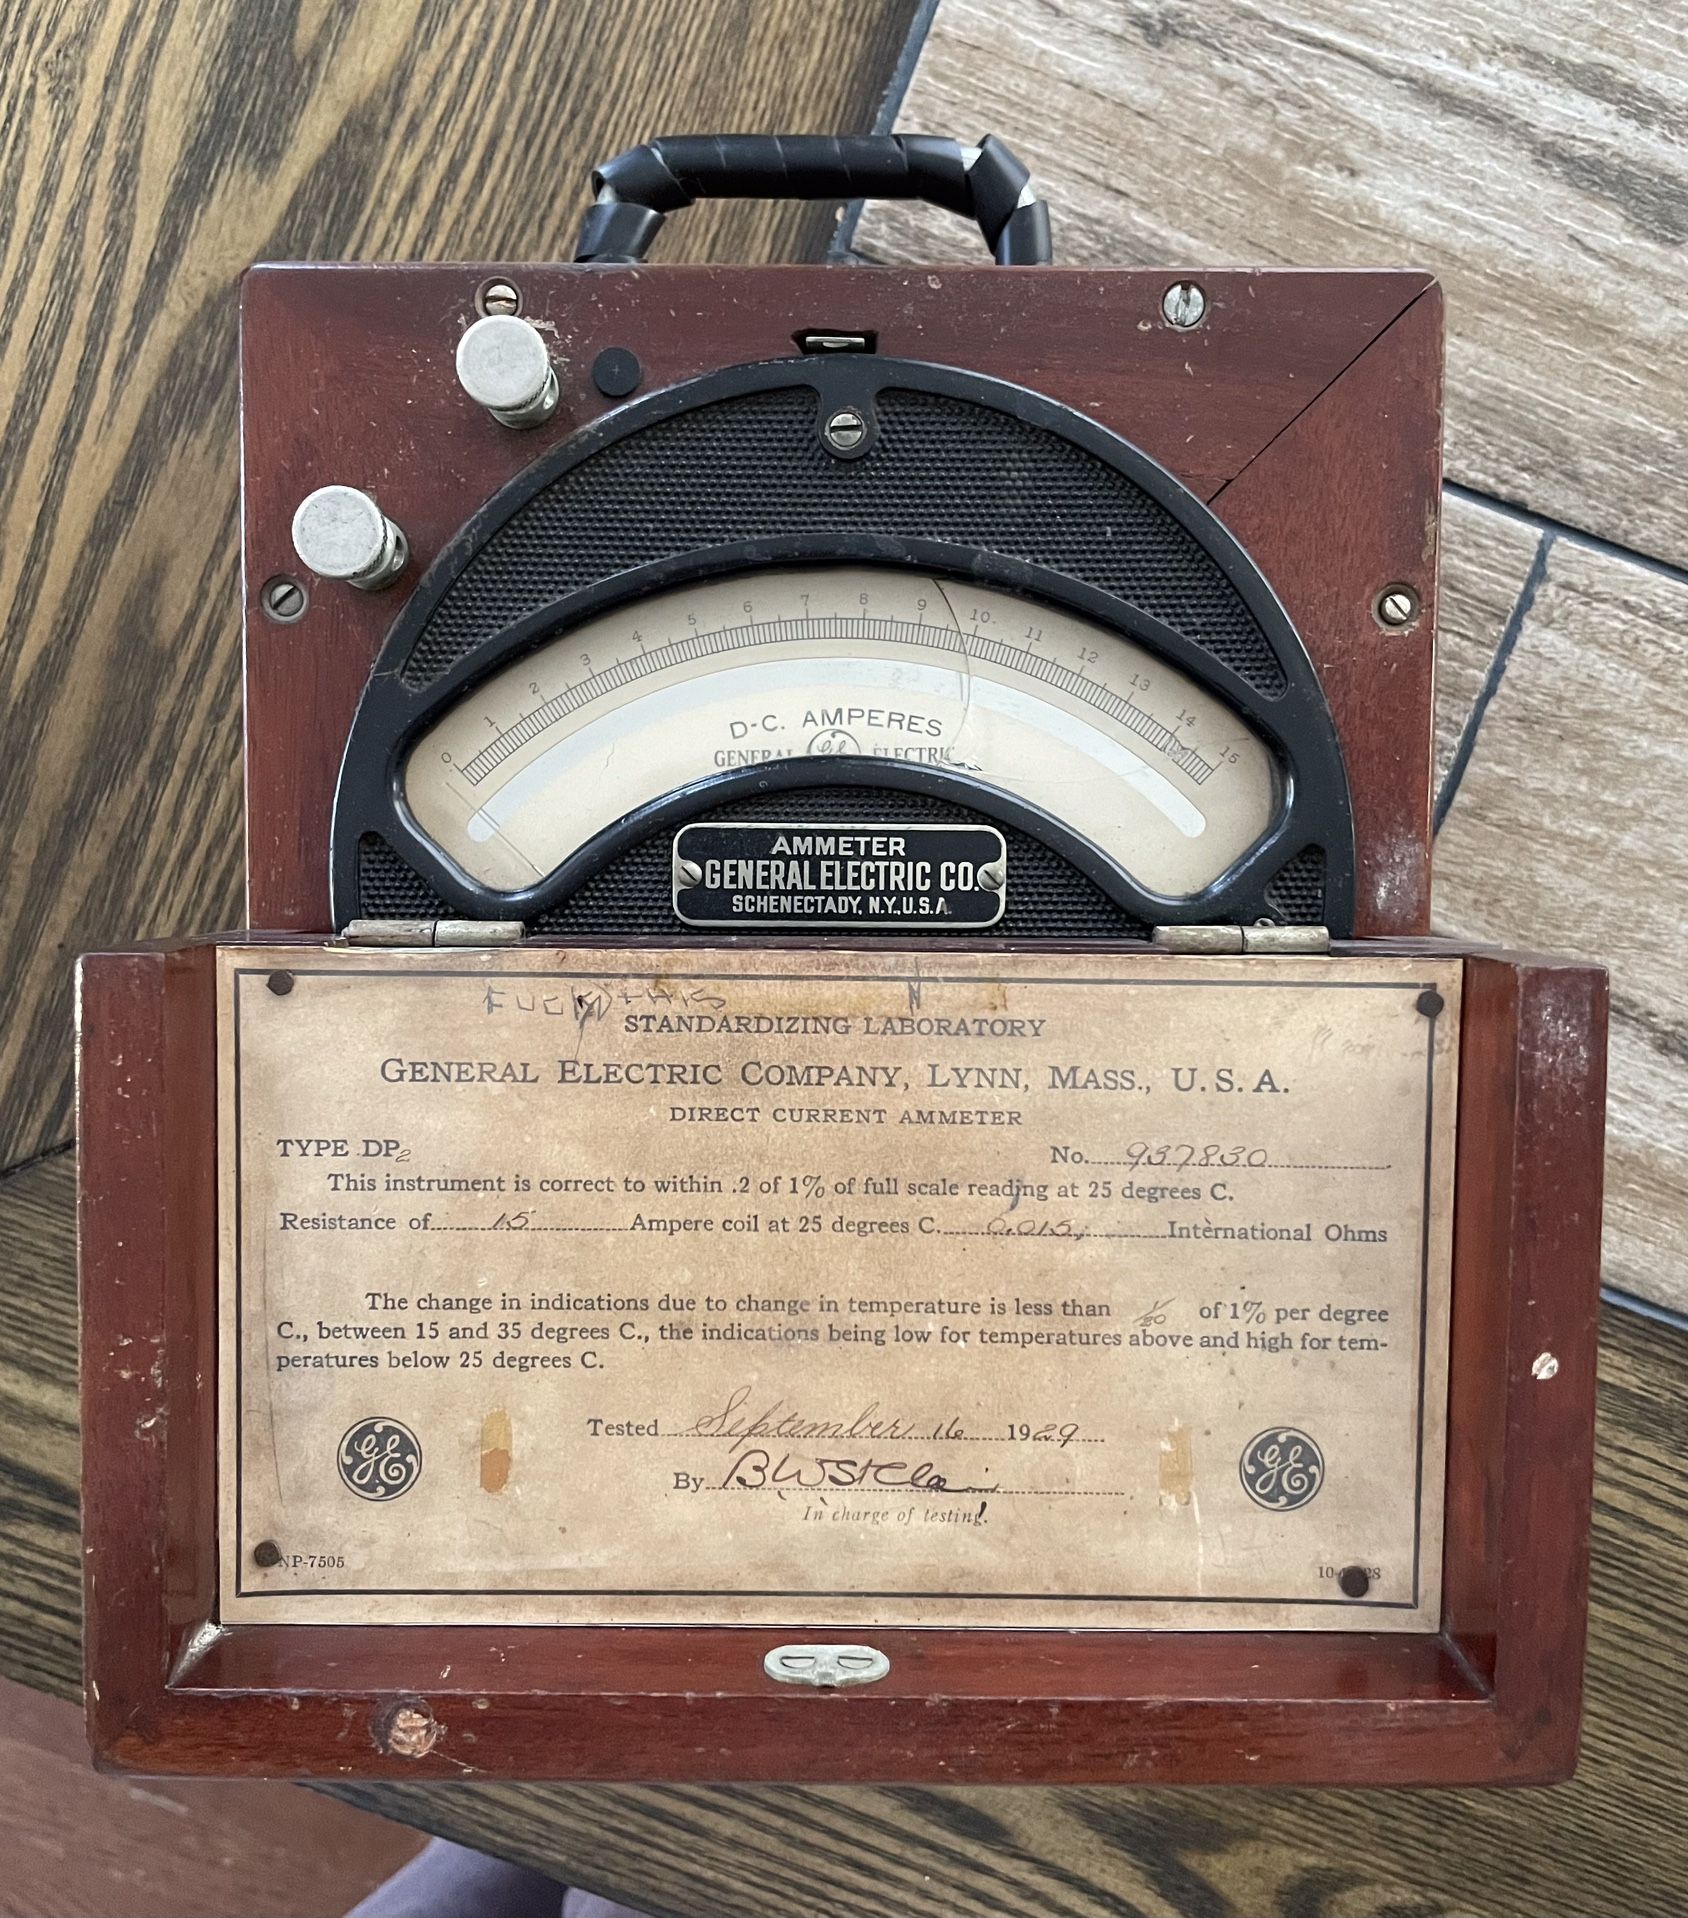 0 1 2 3 4 5 6 7 8 9 10 11 12 13 14 15
D-C. AMPERES
GENERAL GE ELECTRIC
AMMETER
GENERAL ELECTRIC CO.
SCHENECTADY, N.Y., U.S.A.
FUCK THIS
STANDARDIZING LABORATORY
GENERAL ELECTRIC COMPANY, LYNN, MASS., U. S. A.
DIRECT CURRENT AMMETER
TYPE DP2 No. 937830
This instrument is correct to within .2 of 1% of full scale reading at 25 degrees C.
Resistance of 15 Ampere coil at 25 degrees C. 0.015, International Ohms
The change in indications due to change in temperature is less than of 1% per degree
C., between 15 and 35 degrees C., the indications being low for temperatures above and high for tem-
peratures below 25 degrees C.
GE Tested September 16 1929 GE
By B W St Clair
In charge of testing.
NP-7505